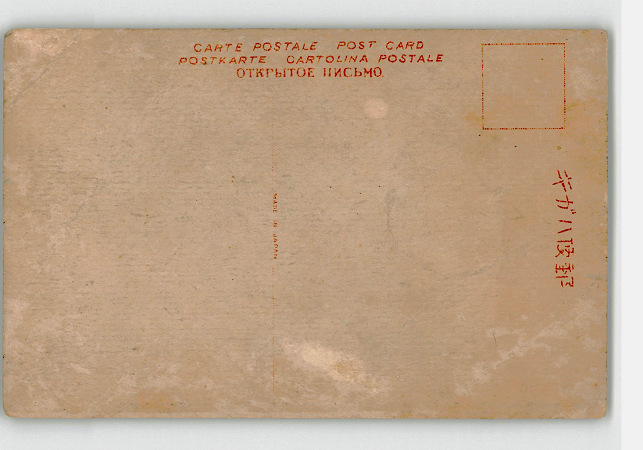 CARTE POSTALE POST CARD
POSTKARTE CARTOLINA POSTALE
ОТКРЫТОЕ ПИСЬМО
MADE IN JAPAN
キガハ便郵